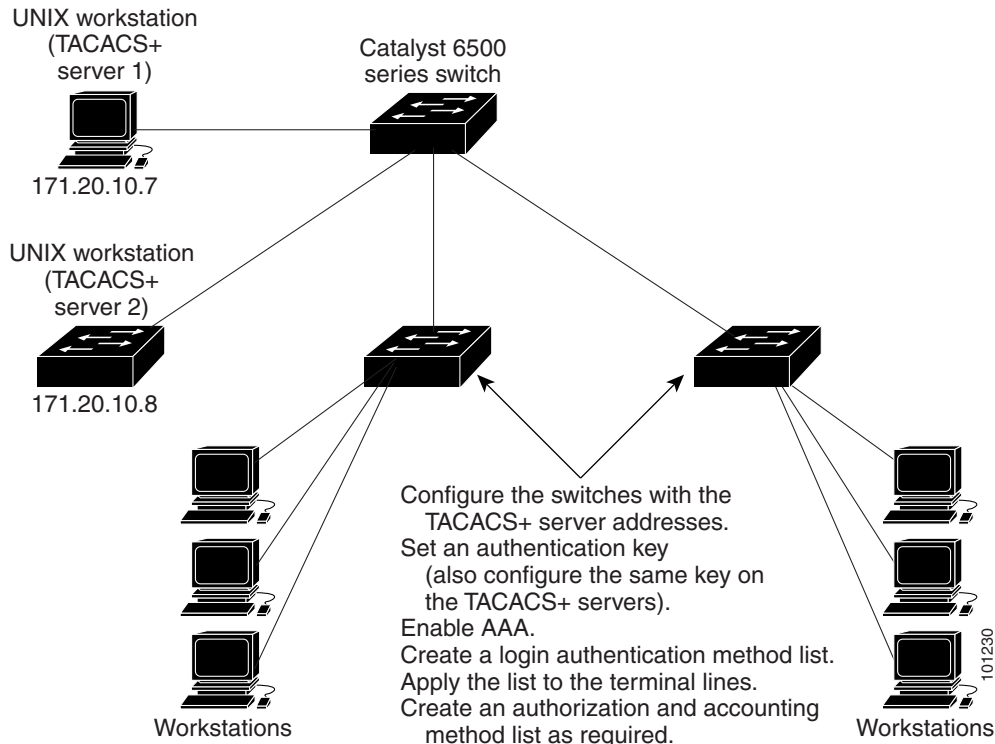 UNIX workstation
(TACACS+
server 1)
Catalyst 6500
series switch
171.20.10.7
UNIX workstation
(TACACS+
server 2)
171.20.10.8
Configure the switches with the
TACACS+ server addresses.
Set an authentication key
(also configure the same key on
the TACACS+ servers).
Enable AAA.
Create a login authentication method list.
Apply the list to the terminal lines.
Create an authorization and accounting
method list as required.
Workstations
Workstations
101230